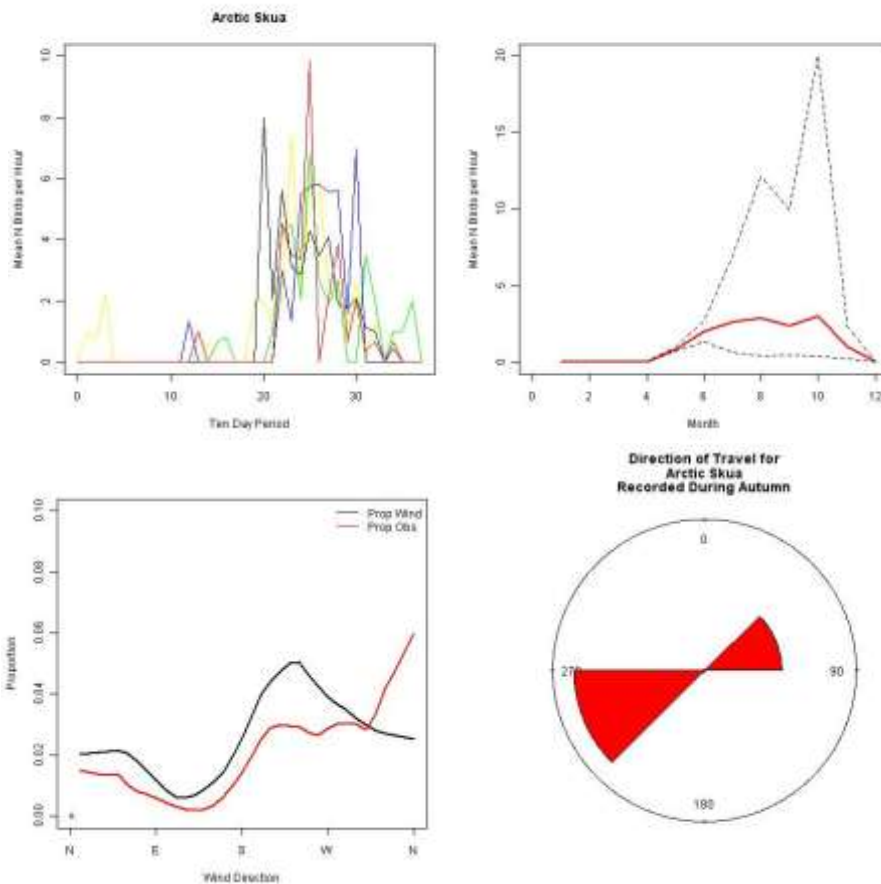 Arctic Skua
10
8
6
4
2
0
Mean N Birds per Hour
0 10 20 30
Ten Day Period
20
15
10
5
0
Mean N Birds per Hour
0 2 4 6 8 10 12
Month
0.10
0.08
0.06
0.04
0.02
0.00
Proportion
Prop Wind
Prop Obs
N E S W N
Wind Direction
Direction of Travel for
Arctic Skua
Recorded During Autumn
0
270 90
180